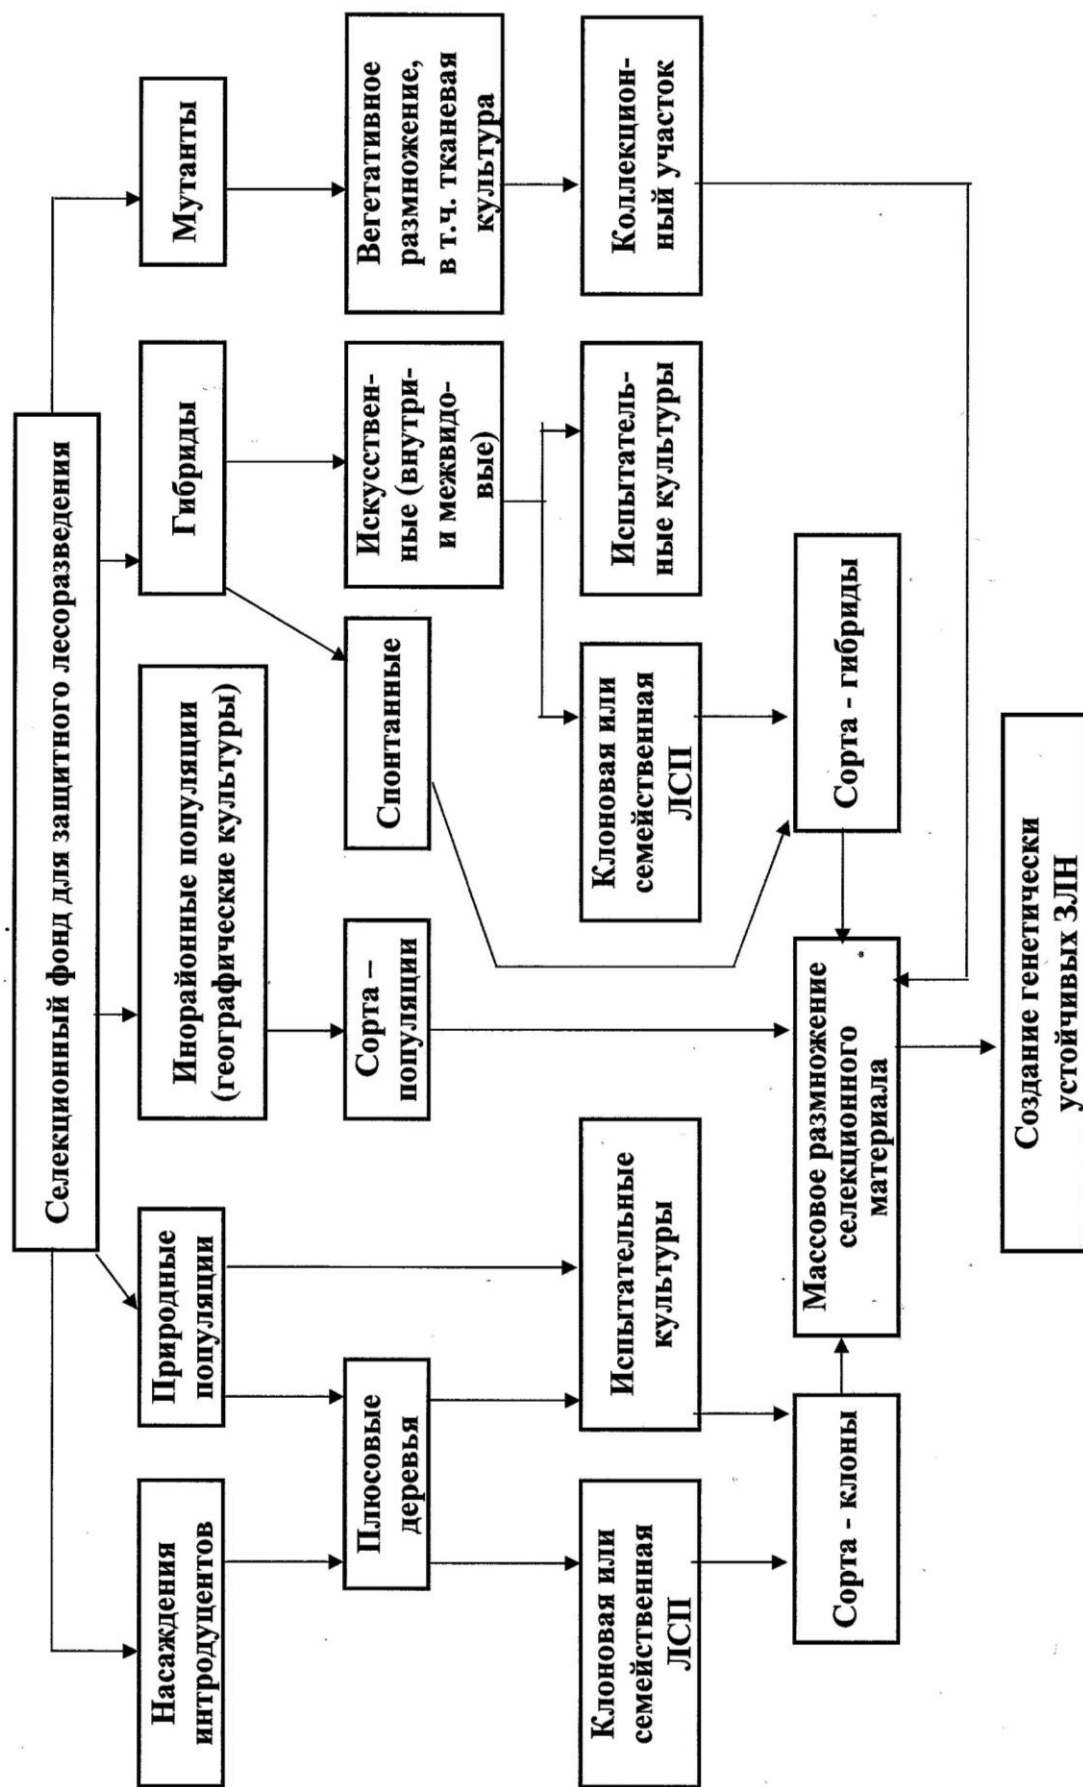 Селекционный фонд для защитного лесоразведения
Насаждения
интродуцентов
Природные
популяции
Инорайонные популяции
(географические культуры)
Гибриды
Мутанты
Плюсовые
деревья
Сорта –
популяции
Спонтанные
Искусствен-
ные (внутри-
и межвидо-
вые)
Вегетативное
размножение,
в т.ч. тканевая
культура
Клоновая или
семейственная
ЛСП
Испытательные
культуры
Клоновая или
семейственная
ЛСП
Испытатель-
ные культуры
Коллекцион-
ный участок
Сорта - клоны
Массовое размножение
селекционного
материала
Сорта - гибриды
Создание генетически
устойчивых ЗЛН